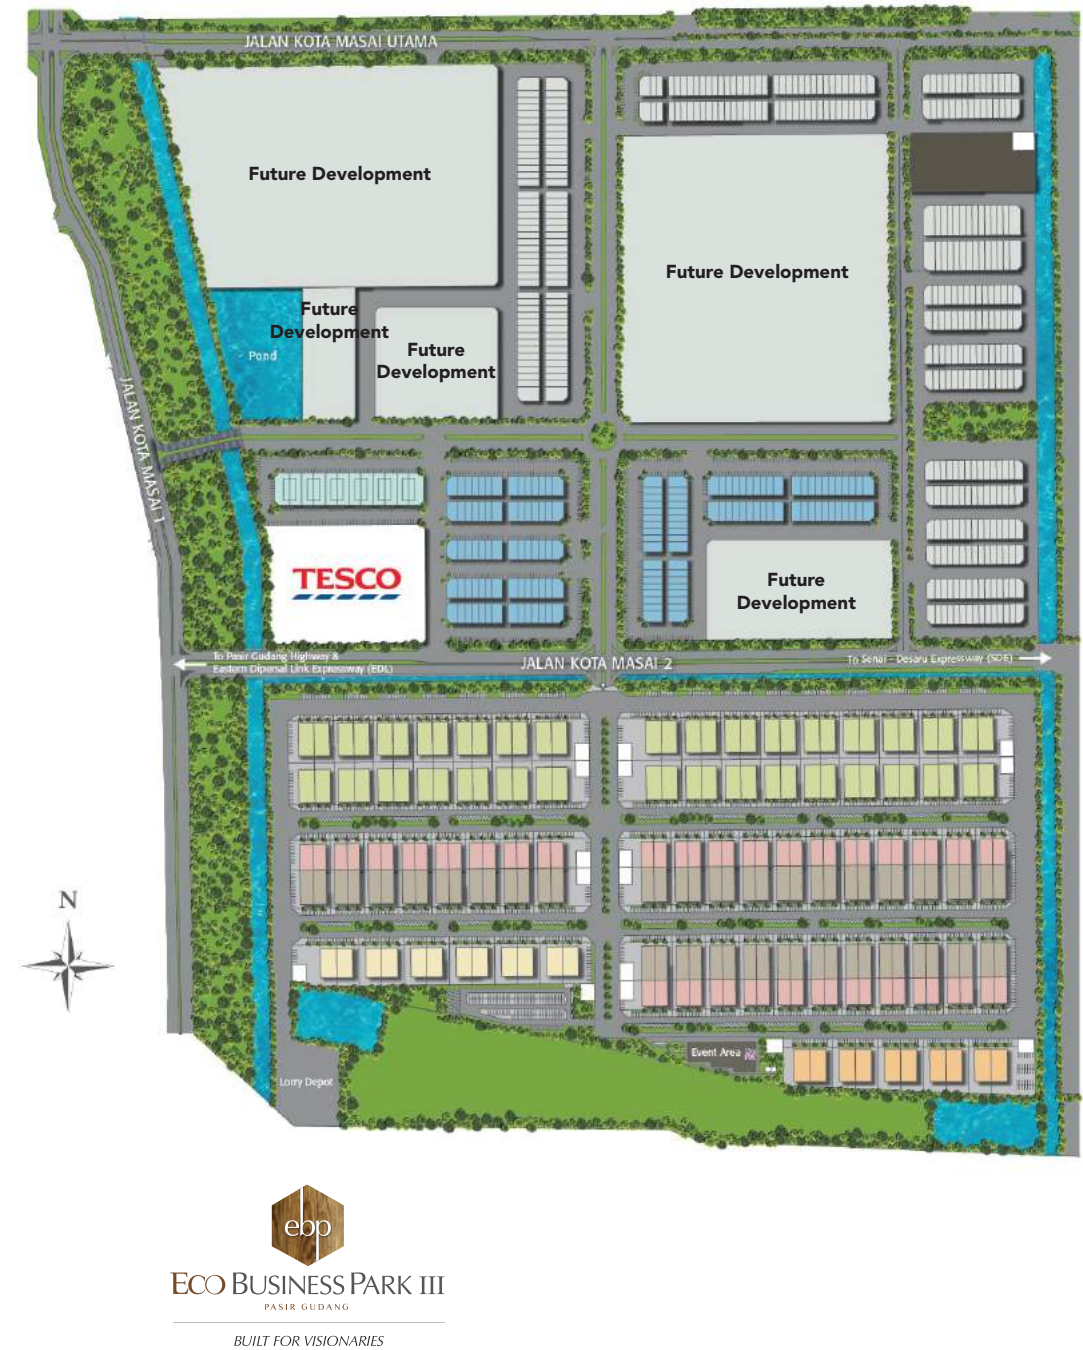 JALAN KOTA MASAI UTAMA
Future Development
Future Development
Future
Development
Pond
Future
Development
JALAN KOTA MASAI 1
TESCO
Future
Development
To Pasir Gudang Highway &
Eastern Dipersal Link Expressway (EDL)
JALAN KOTA MASAI 2
To Senai - Desaru Expressway (SDE)
N
Event Area
Lorry Depot
ebp
ECO BUSINESS PARK III
PASIR GUDANG
BUILT FOR VISIONARIES